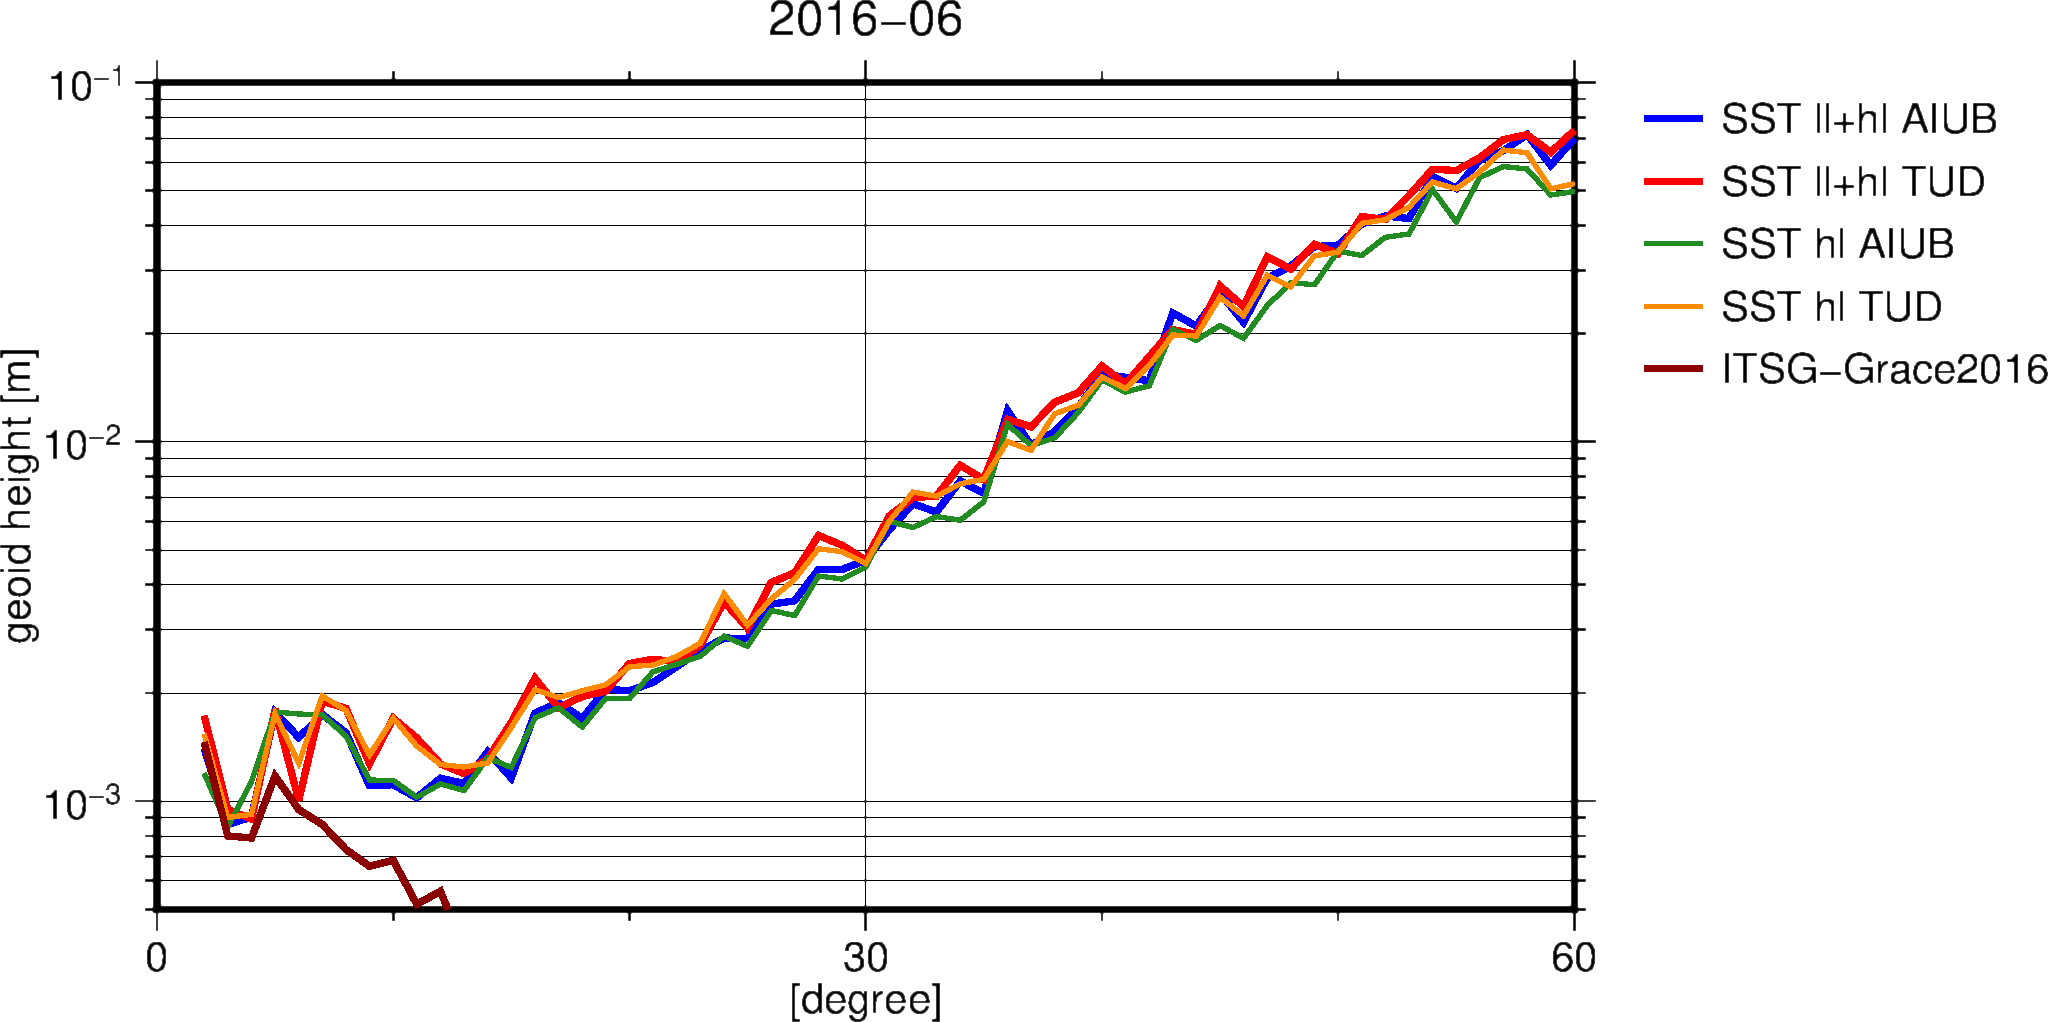 2016−06
10−1
10−2
10−3
geoid height [m]
0
30
60
[degree]
SST ll+hl AIUB
SST ll+hl TUD
SST hl AIUB
SST hl TUD
ITSG−Grace2016